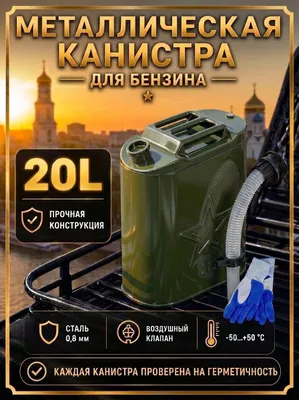 МЕТАЛЛИЧЕСКАЯ
КАНИСТРА
ДЛЯ БЕНЗИНА
20L
ПРОЧНАЯ
КОНСТРУКЦИЯ
СТАЛЬ
0,8 мм
ВОЗДУШНЫЙ
КЛАПАН
-50...+50 °C
КАЖДАЯ КАНИСТРА ПРОВЕРЕНА НА ГЕРМЕТИЧНОСТЬ